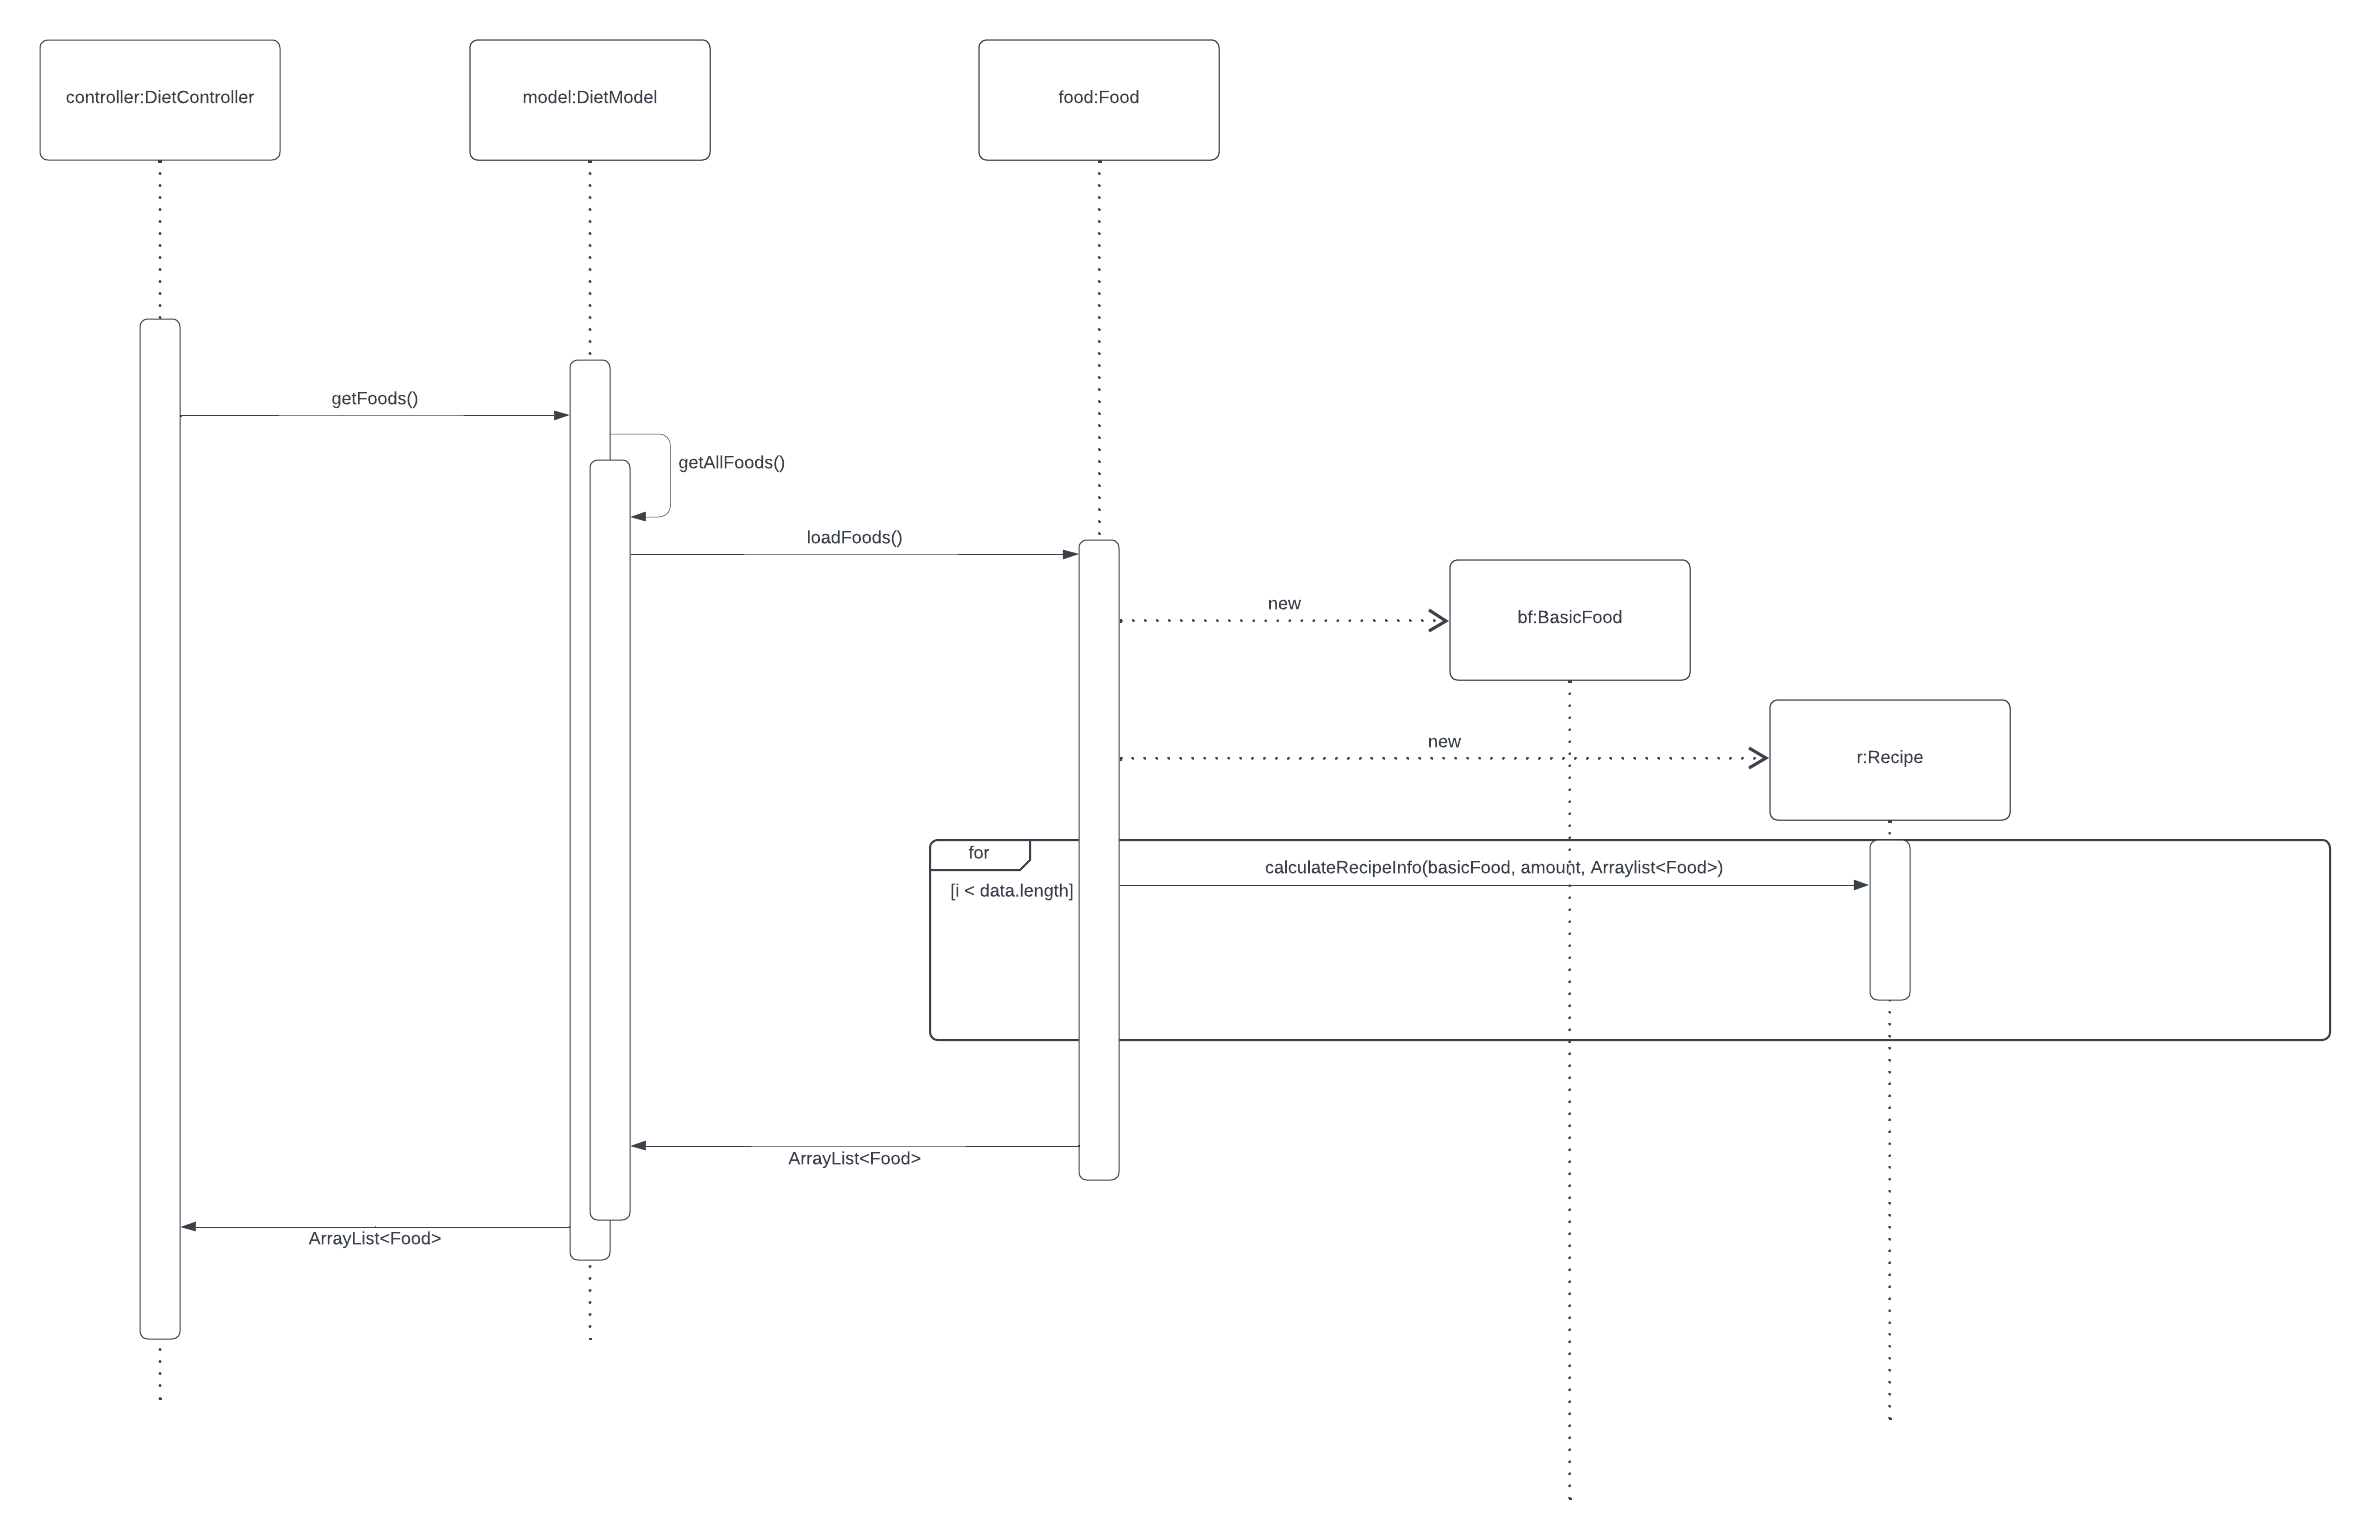 controller:DietController
model:DietModel
food:Food
getFoods()
getAllFoods()
loadFoods()
new
bf:BasicFood
new
r:Recipe
for
calculateRecipeInfo(basicFood, amount, Arraylist<Food>)
[i < data.length]
ArrayList<Food>
ArrayList<Food>